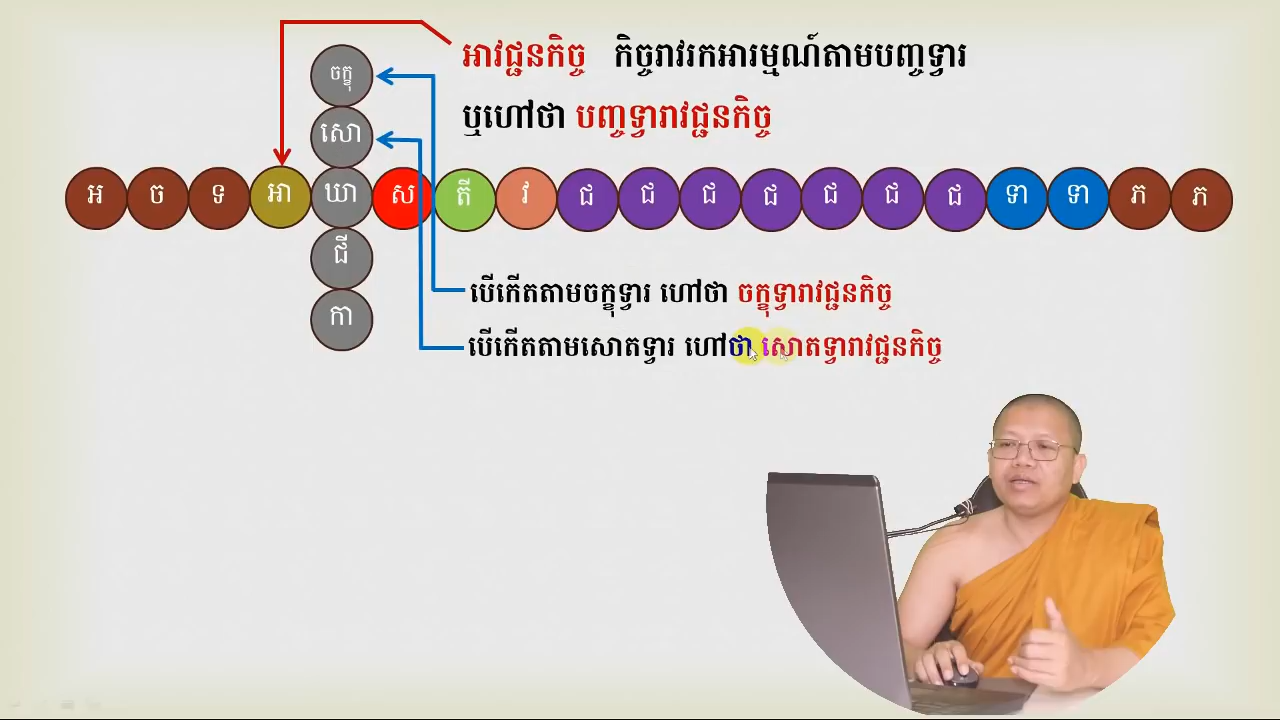 អាវជ្ជនកិច្ច កិច្ចរាវរកអារម្មណ៍តាមបញ្ចទ្វារ
ឬហៅថា បញ្ចទ្វារាវជ្ជនកិច្ច
ចក្ខុ
សោ
អ ច ទ អា ឃា ស តី វ ជ ជ ជ ជ ជ ជ ជ ទា ទា ភ ភ
ជី
កា
បើកើតតាមចក្ខុទ្វារ ហៅថា ចក្ខុទ្វារាវជ្ជនកិច្ច
បើកើតតាមសោតទ្វារ ហៅថា សោតទ្វារាវជ្ជនកិច្ច